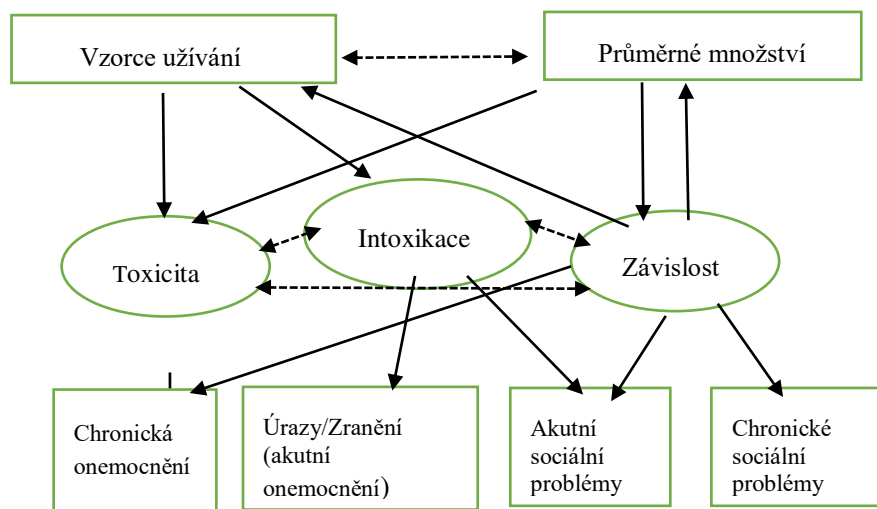 Vzorce užívání
Průměrné množství
Intoxikace
Toxicita
Závislost
Chronická
onemocnění
Úrazy/Zranění
(akutní
onemocnění)
Akutní
sociální
problémy
Chronické
sociální
problémy